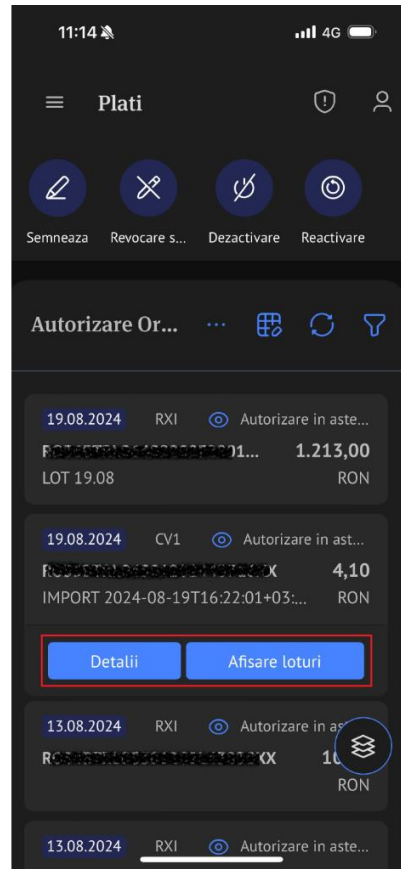 11:14
4G
Plati
Semneaza
Revocare s...
Dezactivare
Reactivare
Autorizare Or...
19.08.2024 RXI Autorizare in aste...
1... 1.213,00
LOT 19.08 RON
19.08.2024 CV1 Autorizare in ast...
4,10
IMPORT 2024-08-19T16:22:01+03:... RON
Detalii
Afisare loturi
13.08.2024 RXI Autorizare in as
RON
13.08.2024 RXI Autorizare in aste...